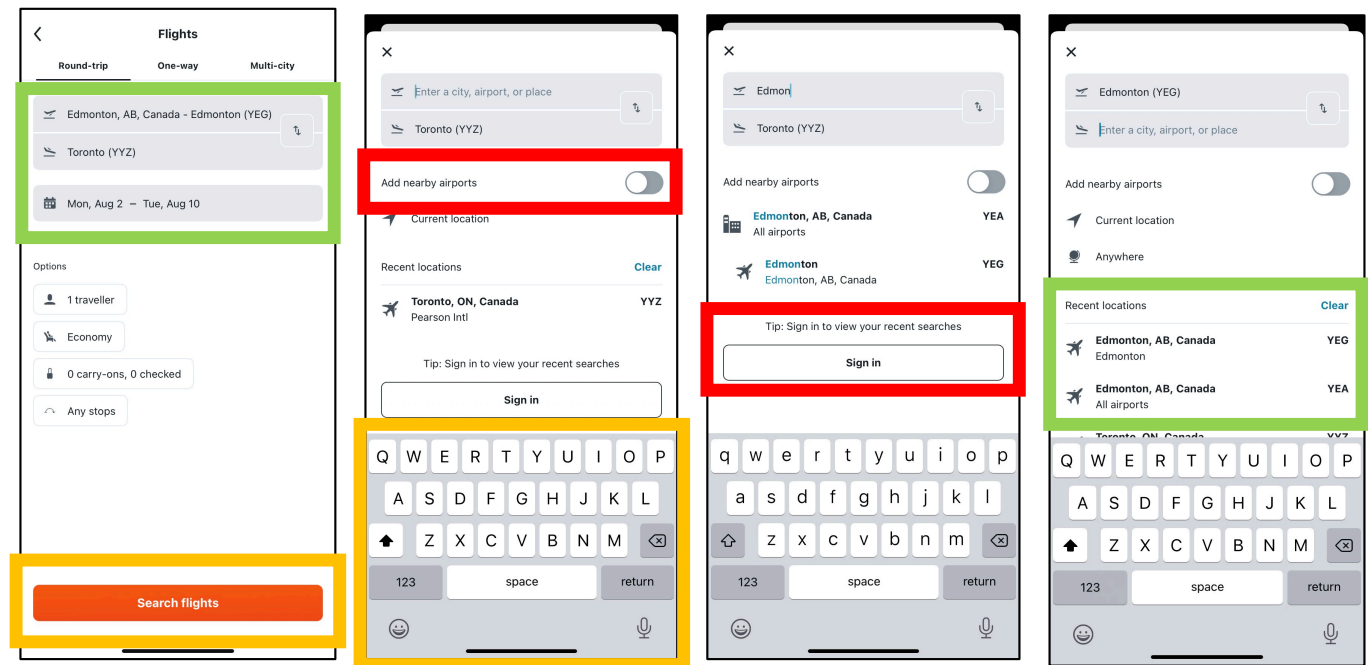 Flights
Round-trip One-way Multi-city
Edmonton, AB, Canada - Edmonton (YEG)
Toronto (YYZ)
Mon, Aug 2 – Tue, Aug 10
Options
1 traveller
Economy
0 carry-ons, 0 checked
Any stops
Search flights
Enter a city, airport, or place
Toronto (YYZ)
Add nearby airports
Current location
Recent locations Clear
Toronto, ON, Canada YYZ
Pearson Intl
Tip: Sign in to view your recent searches
Sign in
Q W E R T Y U I O P
A S D F G H J K L
Z X C V B N M
123 space return
Edmon
Toronto (YYZ)
Add nearby airports
Edmonton, AB, Canada YEA
All airports
Edmonton YEG
Edmonton, AB, Canada
Tip: Sign in to view your recent searches
Sign in
q w e r t y u i o p
a s d f g h j k l
z x c v b n m
123 space return
Edmonton (YEG)
Enter a city, airport, or place
Add nearby airports
Current location
Anywhere
Recent locations Clear
Edmonton, AB, Canada YEG
Edmonton
Edmonton, AB, Canada YEA
All airports
Toronto, ON, Canada YYZ
Q W E R T Y U I O P
A S D F G H J K L
Z X C V B N M
123 space return